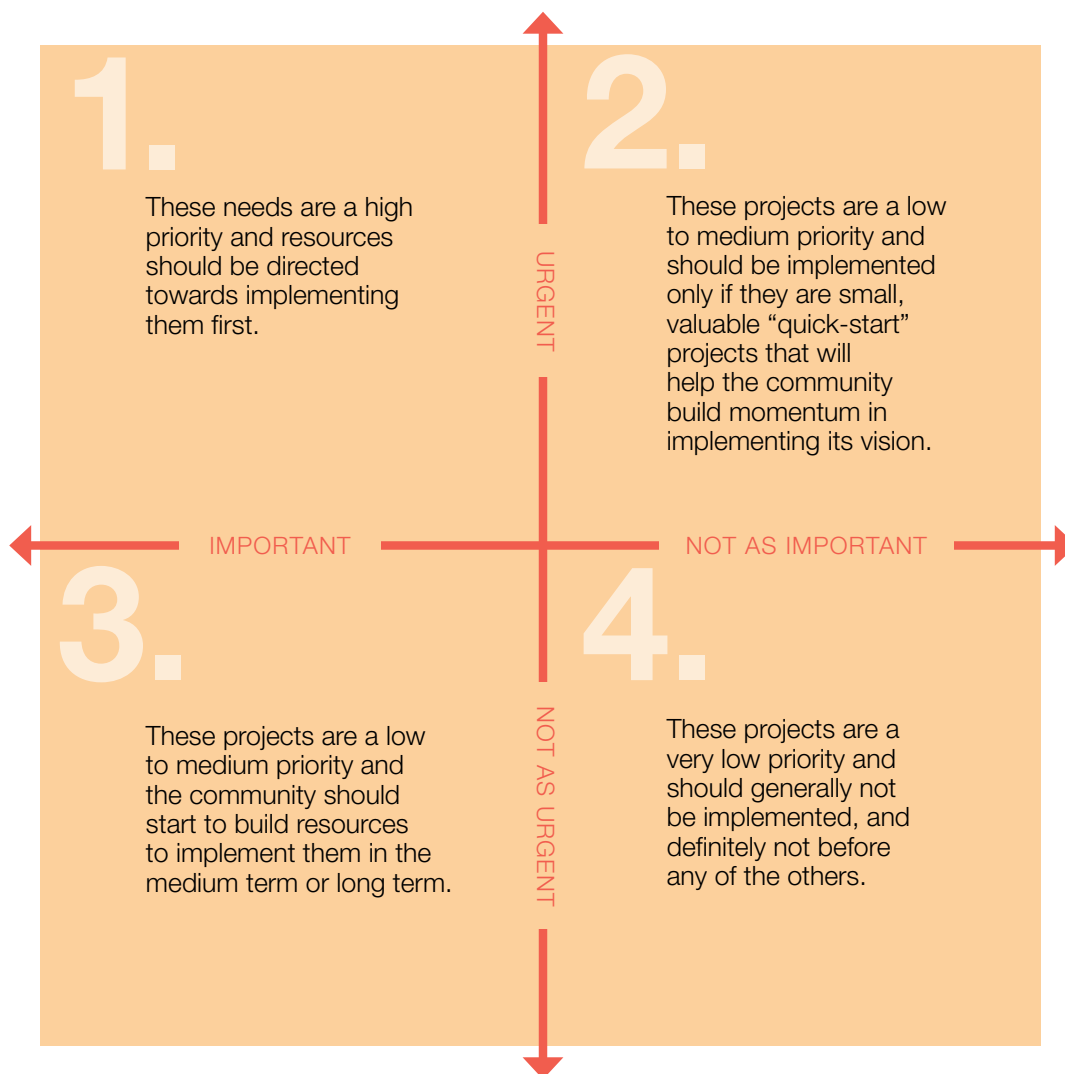 1.
These needs are a high
priority and resources
should be directed
towards implementing
them first.
2.
These projects are a low
to medium priority and
should be implemented
only if they are small,
valuable “quick-start”
projects that will
help the community
build momentum in
implementing its vision.
URGENT
IMPORTANT
NOT AS IMPORTANT
3.
These projects are a low
to medium priority and
the community should
start to build resources
to implement them in the
medium term or long term.
NOT AS URGENT
4.
These projects are a
very low priority and
should generally not
be implemented, and
definitely not before
any of the others.